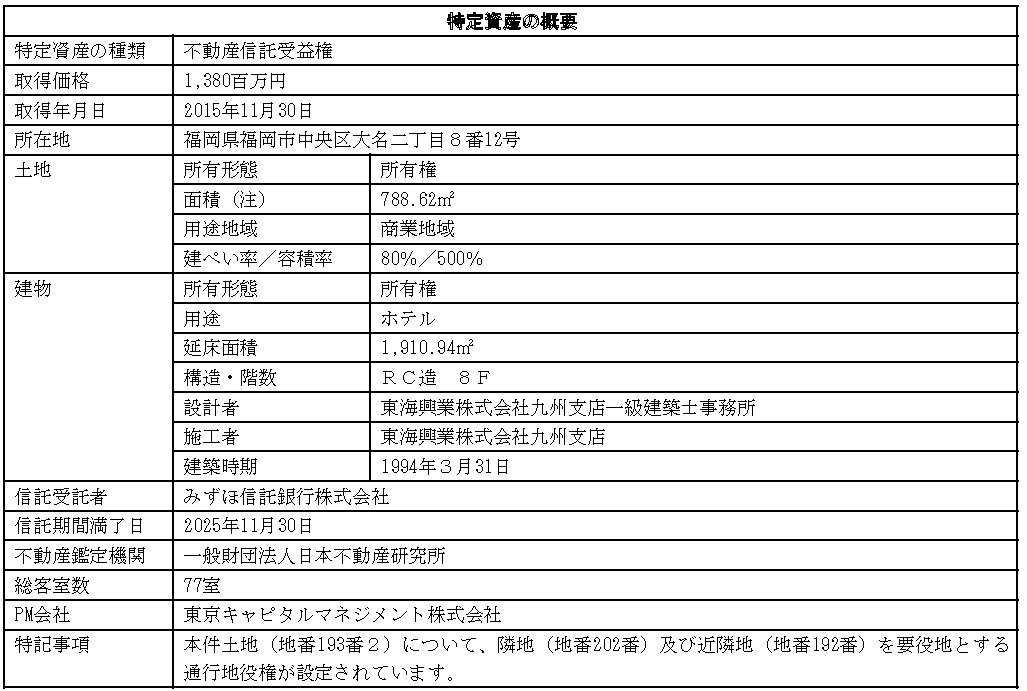 特定資産の概要
特定資産の種類 不動産信託受益権
取得価格 1,380百万円
取得年月日 2015年11月30日
所在地 福岡県福岡市中央区大名二丁目８番12号
土地 所有形態 所有権
面積（注） 788.62㎡
用途地域 商業地域
建ぺい率／容積率 80％／500％
建物 所有形態 所有権
用途 ホテル
延床面積 1,910.94㎡
構造・階数 ＲＣ造　８Ｆ
設計者 東海興業株式会社九州支店一級建築士事務所
施工者 東海興業株式会社九州支店
建築時期 1994年３月31日
信託受託者 みずほ信託銀行株式会社
信託期間満了日 2025年11月30日
不動産鑑定機関 一般財団法人日本不動産研究所
総客室数 77室
PM会社 東京キャピタルマネジメント株式会社
特記事項 本件土地（地番193番２）について、隣地（地番202番）及び近隣地（地番192番）を要役地とする
通行地役権が設定されています。